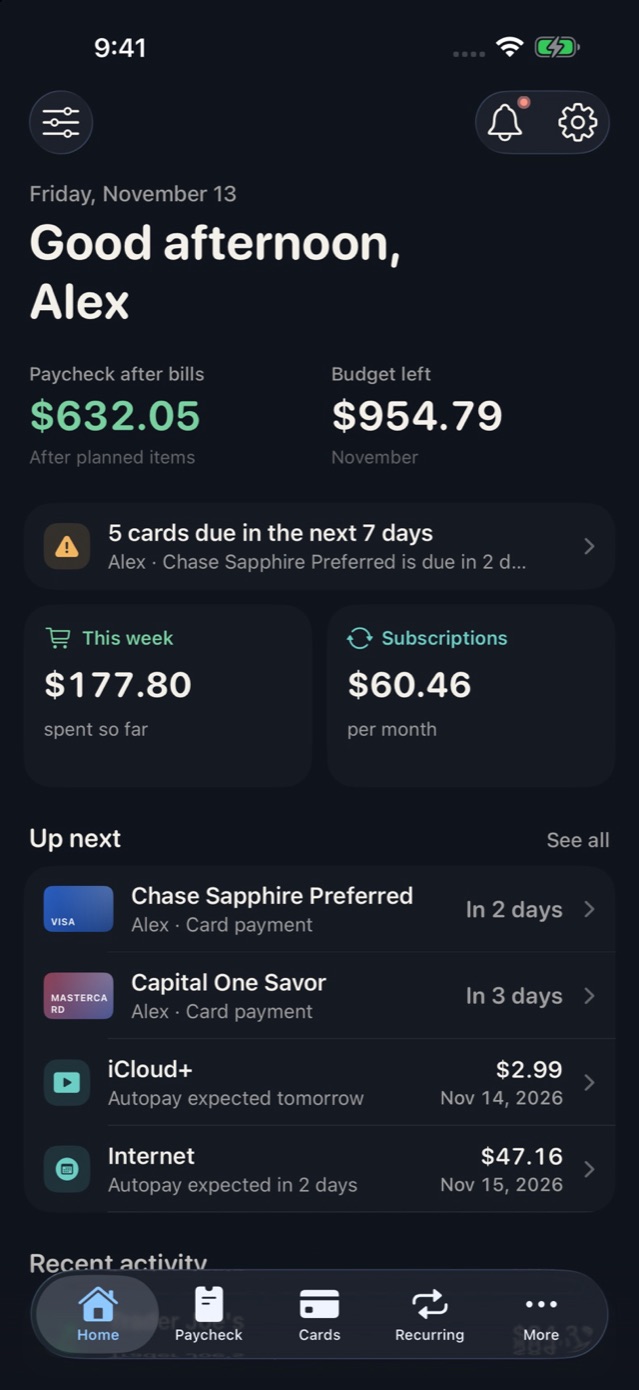 9:41
Friday, November 13
Good afternoon,
Alex
Paycheck after bills
$632.05
After planned items
Budget left
$954.79
November
5 cards due in the next 7 days
Alex · Chase Sapphire Preferred is due in 2 d...
This week
$177.80
spent so far
Subscriptions
$60.46
per month
Up next
See all
VISA
Chase Sapphire Preferred
Alex · Card payment
In 2 days
MASTERCA
RD
Capital One Savor
Alex · Card payment
In 3 days
iCloud+
Autopay expected tomorrow
$2.99
Nov 14, 2026
Internet
Autopay expected in 2 days
$47.16
Nov 15, 2026
Recent activity
Home
Paycheck
Cards
Recurring
More